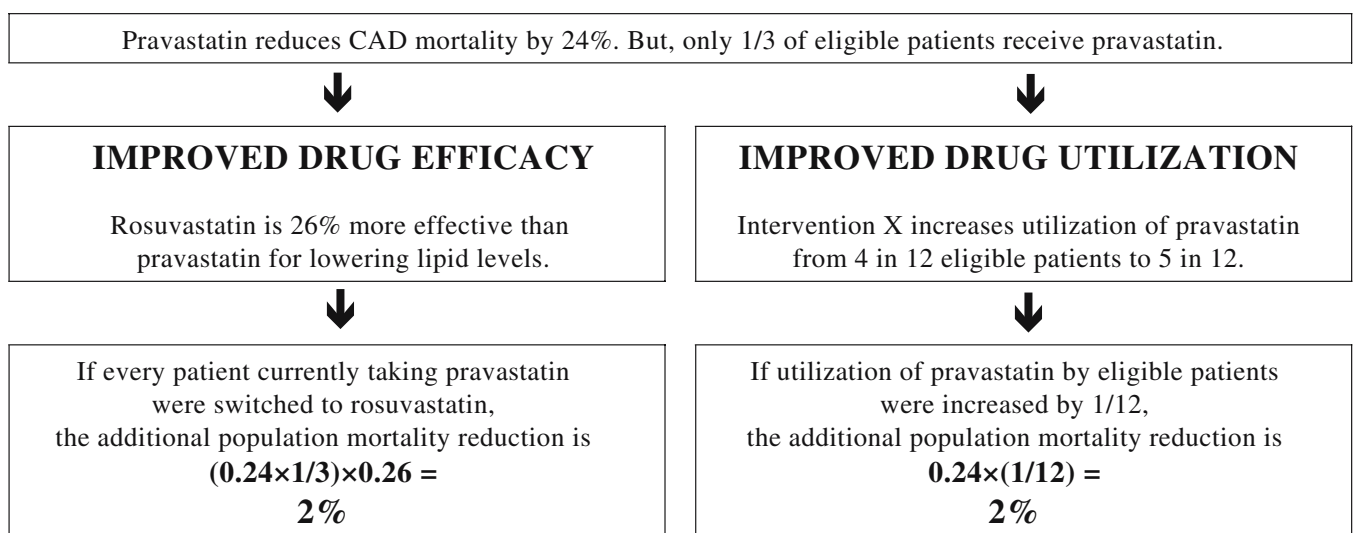 Pravastatin reduces CAD mortality by 24%. But, only 1/3 of eligible patients receive pravastatin.
IMPROVED DRUG EFFICACY
Rosuvastatin is 26% more effective than
pravastatin for lowering lipid levels.
If every patient currently taking pravastatin
were switched to rosuvastatin,
the additional population mortality reduction is
(0.24×1/3)×0.26 =
2%
IMPROVED DRUG UTILIZATION
Intervention X increases utilization of pravastatin
from 4 in 12 eligible patients to 5 in 12.
If utilization of pravastatin by eligible patients
were increased by 1/12,
the additional population mortality reduction is
0.24×(1/12) =
2%